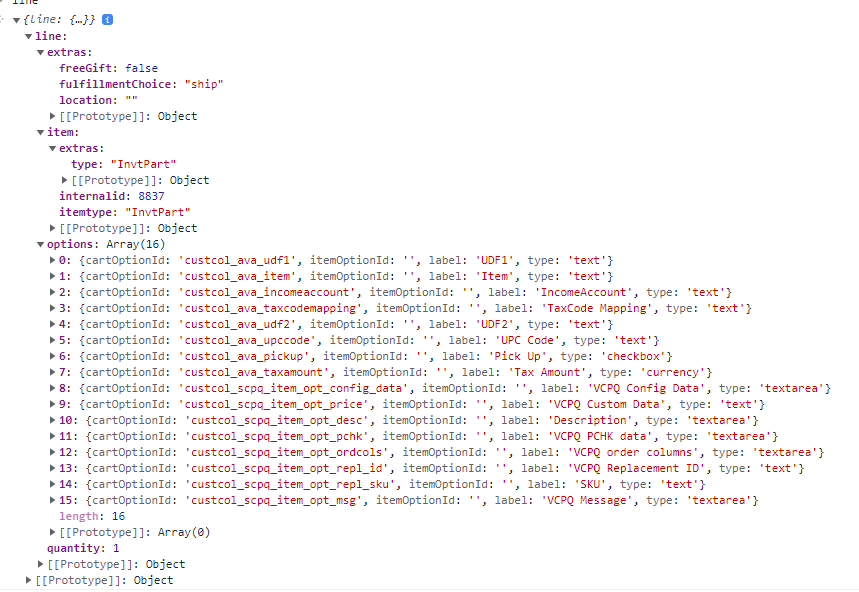 line
{line: {…}} i
line:
extras:
freeGift: false
fulfillmentChoice: "ship"
location: ""
[[Prototype]]: Object
item:
extras:
type: "InvtPart"
[[Prototype]]: Object
internalid: 8837
itemtype: "InvtPart"
[[Prototype]]: Object
options: Array(16)
0: {cartOptionId: 'custcol_ava_udf1', itemOptionId: '', label: 'UDF1', type: 'text'}
1: {cartOptionId: 'custcol_ava_item', itemOptionId: '', label: 'Item', type: 'text'}
2: {cartOptionId: 'custcol_ava_incomeaccount', itemOptionId: '', label: 'IncomeAccount', type: 'text'}
3: {cartOptionId: 'custcol_ava_taxcodemapping', itemOptionId: '', label: 'TaxCode Mapping', type: 'text'}
4: {cartOptionId: 'custcol_ava_udf2', itemOptionId: '', label: 'UDF2', type: 'text'}
5: {cartOptionId: 'custcol_ava_upccode', itemOptionId: '', label: 'UPC Code', type: 'text'}
6: {cartOptionId: 'custcol_ava_pickup', itemOptionId: '', label: 'Pick Up', type: 'checkbox'}
7: {cartOptionId: 'custcol_ava_taxamount', itemOptionId: '', label: 'Tax Amount', type: 'currency'}
8: {cartOptionId: 'custcol_scpq_item_opt_config_data', itemOptionId: '', label: 'VCPQ Config Data', type: 'textarea'}
9: {cartOptionId: 'custcol_scpq_item_opt_price', itemOptionId: '', label: 'VCPQ Custom Data', type: 'text'}
10: {cartOptionId: 'custcol_scpq_item_opt_desc', itemOptionId: '', label: 'Description', type: 'textarea'}
11: {cartOptionId: 'custcol_scpq_item_opt_pchk', itemOptionId: '', label: 'VCPQ PCHK data', type: 'textarea'}
12: {cartOptionId: 'custcol_scpq_item_opt_ordcols', itemOptionId: '', label: 'VCPQ order columns', type: 'textarea'}
13: {cartOptionId: 'custcol_scpq_item_opt_repl_id', itemOptionId: '', label: 'VCPQ Replacement ID', type: 'text'}
14: {cartOptionId: 'custcol_scpq_item_opt_repl_sku', itemOptionId: '', label: 'SKU', type: 'text'}
15: {cartOptionId: 'custcol_scpq_item_opt_msg', itemOptionId: '', label: 'VCPQ Message', type: 'textarea'}
length: 16
[[Prototype]]: Array(0)
quantity: 1
[[Prototype]]: Object
[[Prototype]]: Object